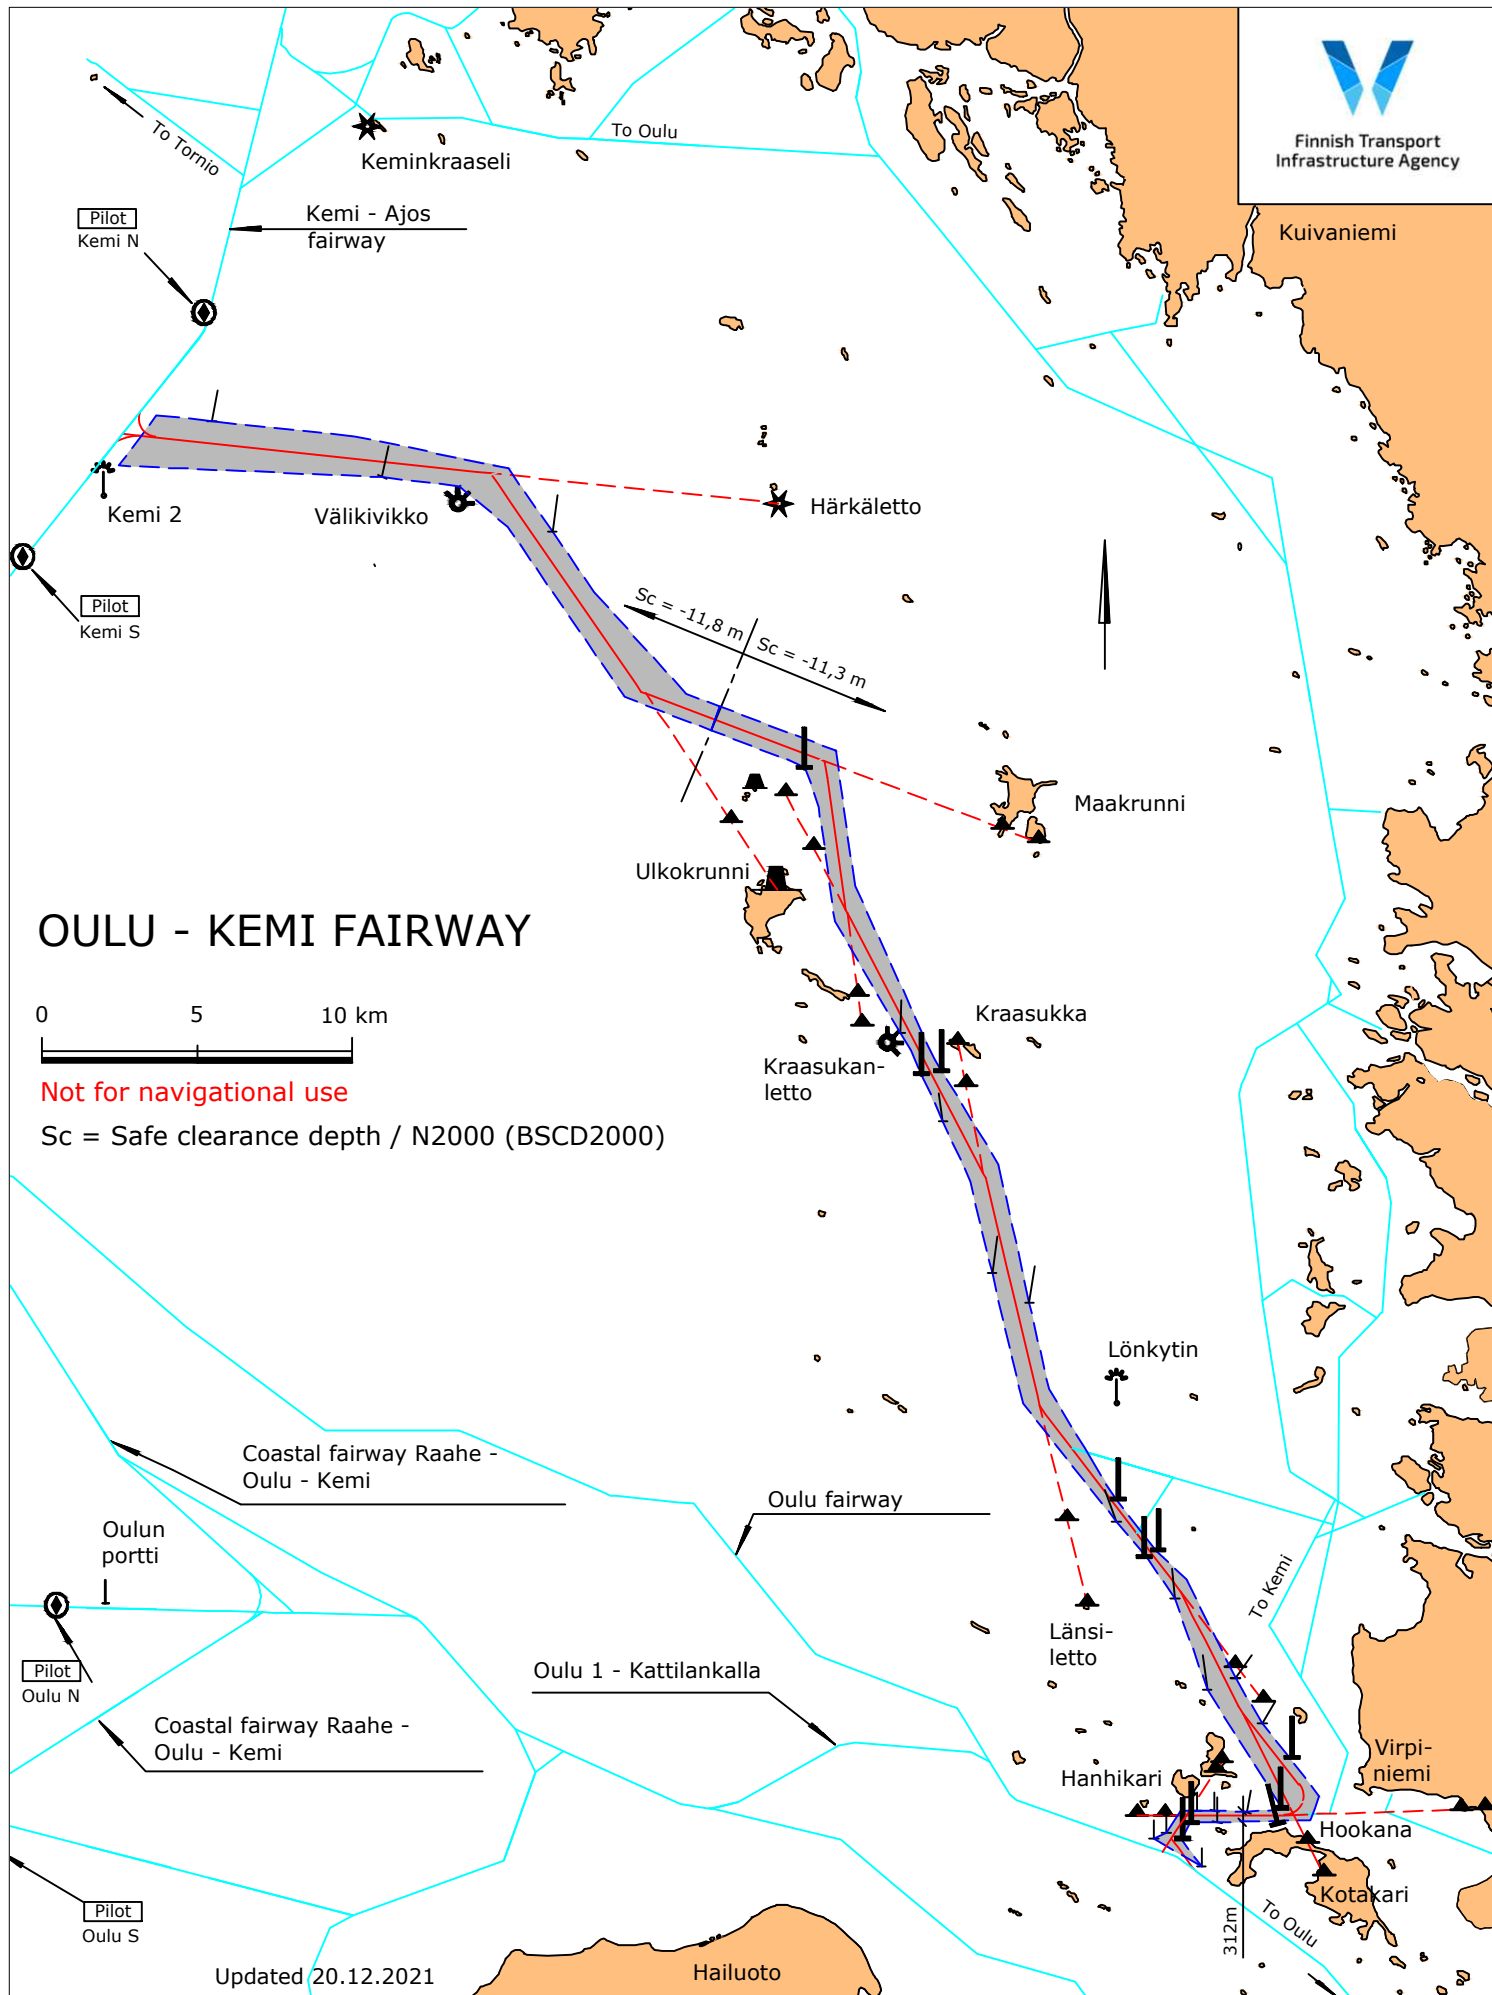 Finnish Transport
Infrastructure Agency
To Oulu
To Tornio
Keminkraaseli
Pilot
Kemi N
Kemi - Ajos
fairway
Kuivaniemi
Kemi 2
Välikivikko
Härkäletto
Pilot
Kemi S
Sc = -11,8 m
Sc = -11,3 m
Maakrunni
Ulkokrunni
OULU - KEMI FAIRWAY
0 5 10 km
Not for navigational use
Sc = Safe clearance depth / N2000 (BSCD2000)
Kraasukka
Kraasukan-
letto
Lönkytin
Coastal fairway Raahe -
Oulu - Kemi
Oulu fairway
Oulun
portti
To Kemi
Länsi-
letto
Pilot
Oulu N
Oulu 1 - Kattilankalla
Coastal fairway Raahe -
Oulu - Kemi
Hanhikari
Virpi-
niemi
Hookana
Kotakari
Pilot
Oulu S
312m
To Oulu
Updated 20.12.2021
Hailuoto